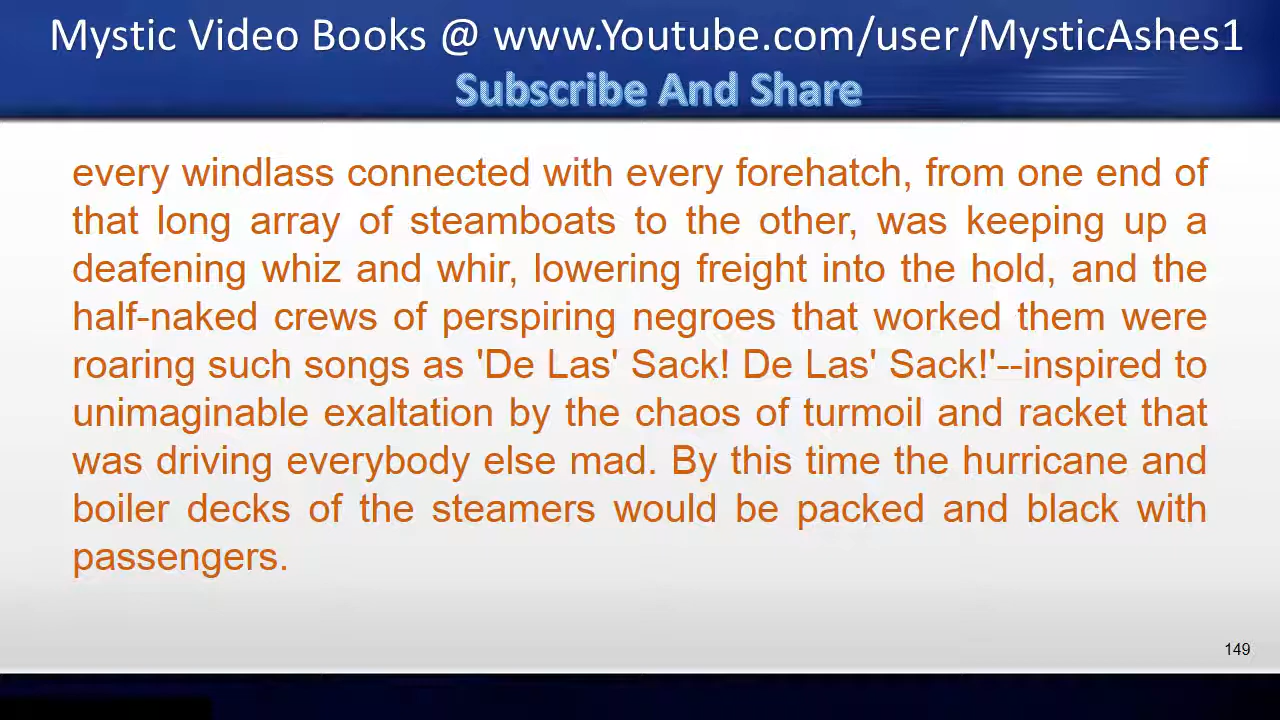 Mystic Video Books @ www.Youtube.com/user/MysticAshes1
Subscribe And Share
every windlass connected with every forehatch, from one end of
that long array of steamboats to the other, was keeping up a
deafening whiz and whir, lowering freight into the hold, and the
half-naked crews of perspiring negroes that worked them were
roaring such songs as 'De Las' Sack! De Las' Sack!'--inspired to
unimaginable exaltation by the chaos of turmoil and racket that
was driving everybody else mad. By this time the hurricane and
boiler decks of the steamers would be packed and black with
passengers.
149